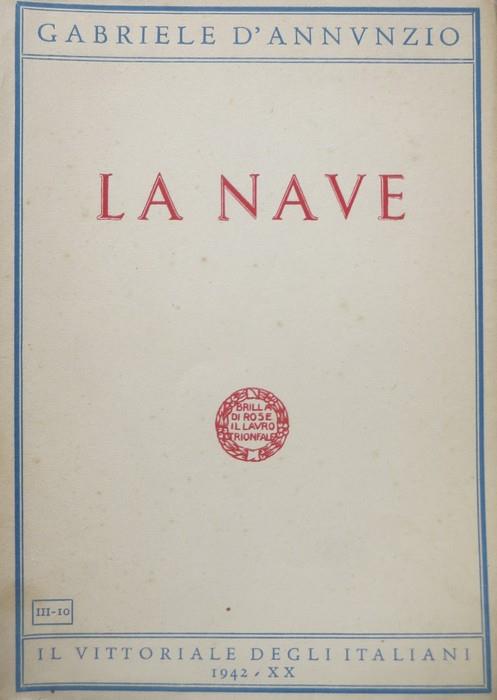 GABRIELE D'ANNVNZIO
LA NAVE
BRILLA
DI ROSE
IL LAVRO
TRIONFALE
III-10
IL VITTORIALE DEGLI ITALIANI
1942 - XX